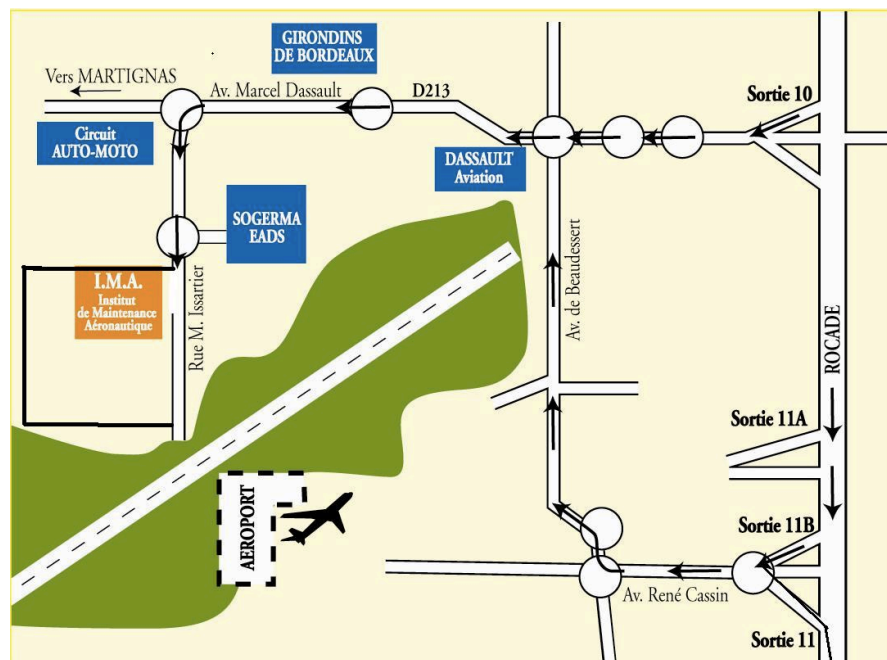 GIRONDINS
DE BORDEAUX
Vers MARTIGNAS
Av. Marcel Dassault
D213
Sortie 10
Circuit
AUTO-MOTO
DASSAULT
Aviation
SOGERMA
EADS
I.M.A.
Institut
de Maintenance
Aéronautique
Rue M. Issartier
Av. de Beaudessert
ROCADE
Sortie 11A
AEROPORT
Sortie 11B
Av. René Cassin
Sortie 11